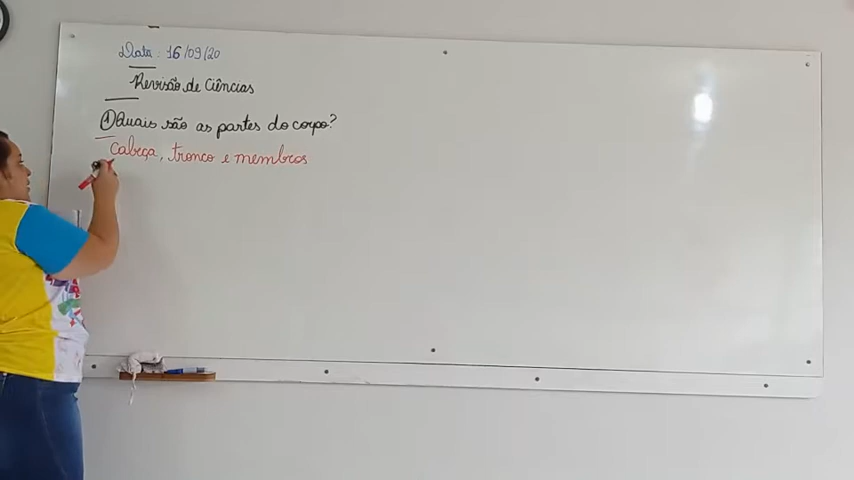 Data: 16/09/20
Revisão de Ciências
1 Quais são as partes do corpo?
Cabeça, tronco e membros